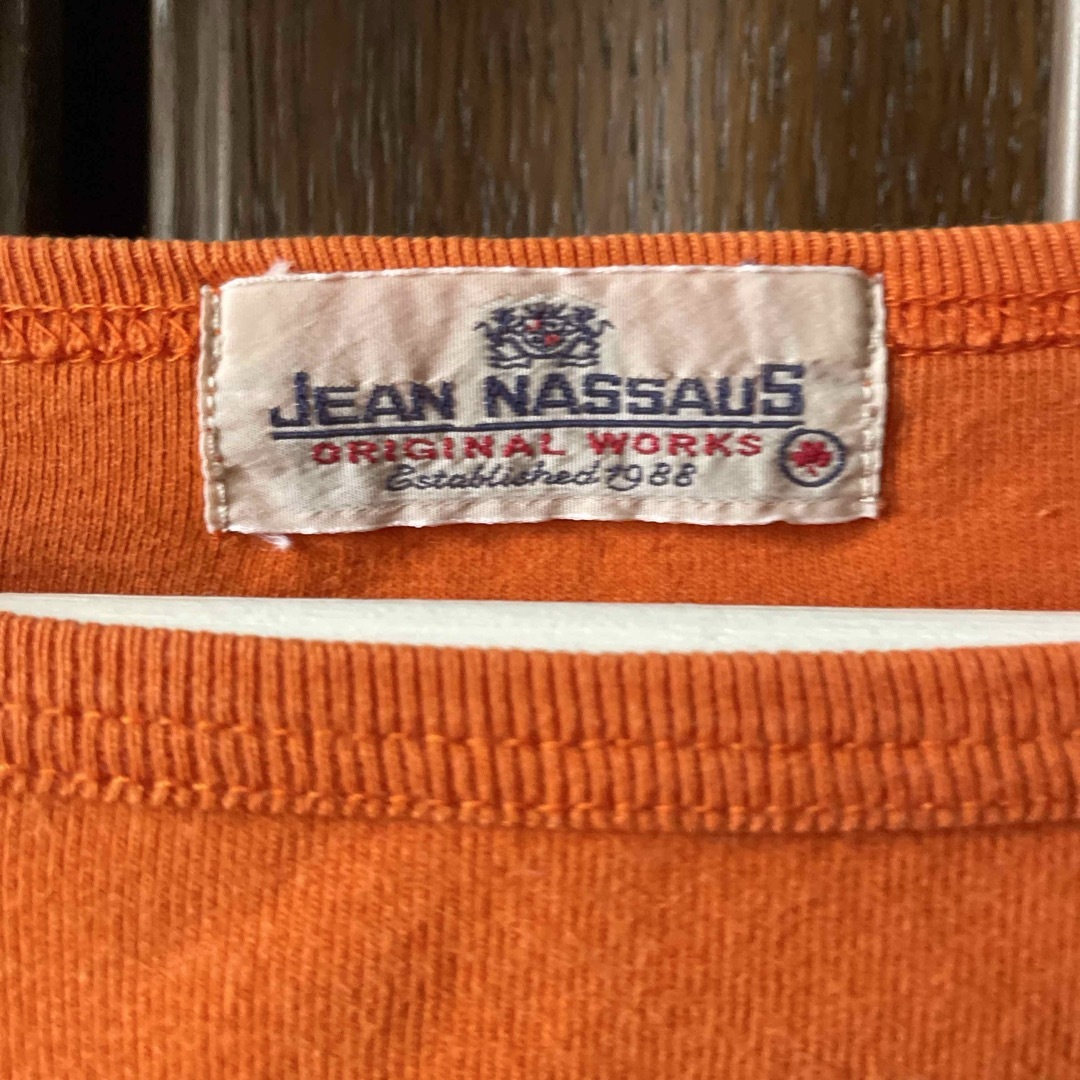 JEAN NASSAUS
ORIGINAL WORKS
Established 1988